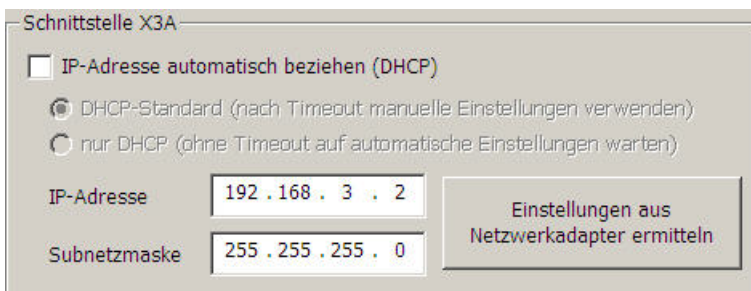 Schnittstelle X3A
IP-Adresse automatisch beziehen (DHCP)
DHCP-Standard (nach Timeout manuelle Einstellungen verwenden)
nur DHCP (ohne Timeout auf automatische Einstellungen warten)
IP-Adresse 192 . 168 . 3 . 2
Subnetzmaske 255 . 255 . 255 . 0
Einstellungen aus
Netzwerkadapter ermitteln